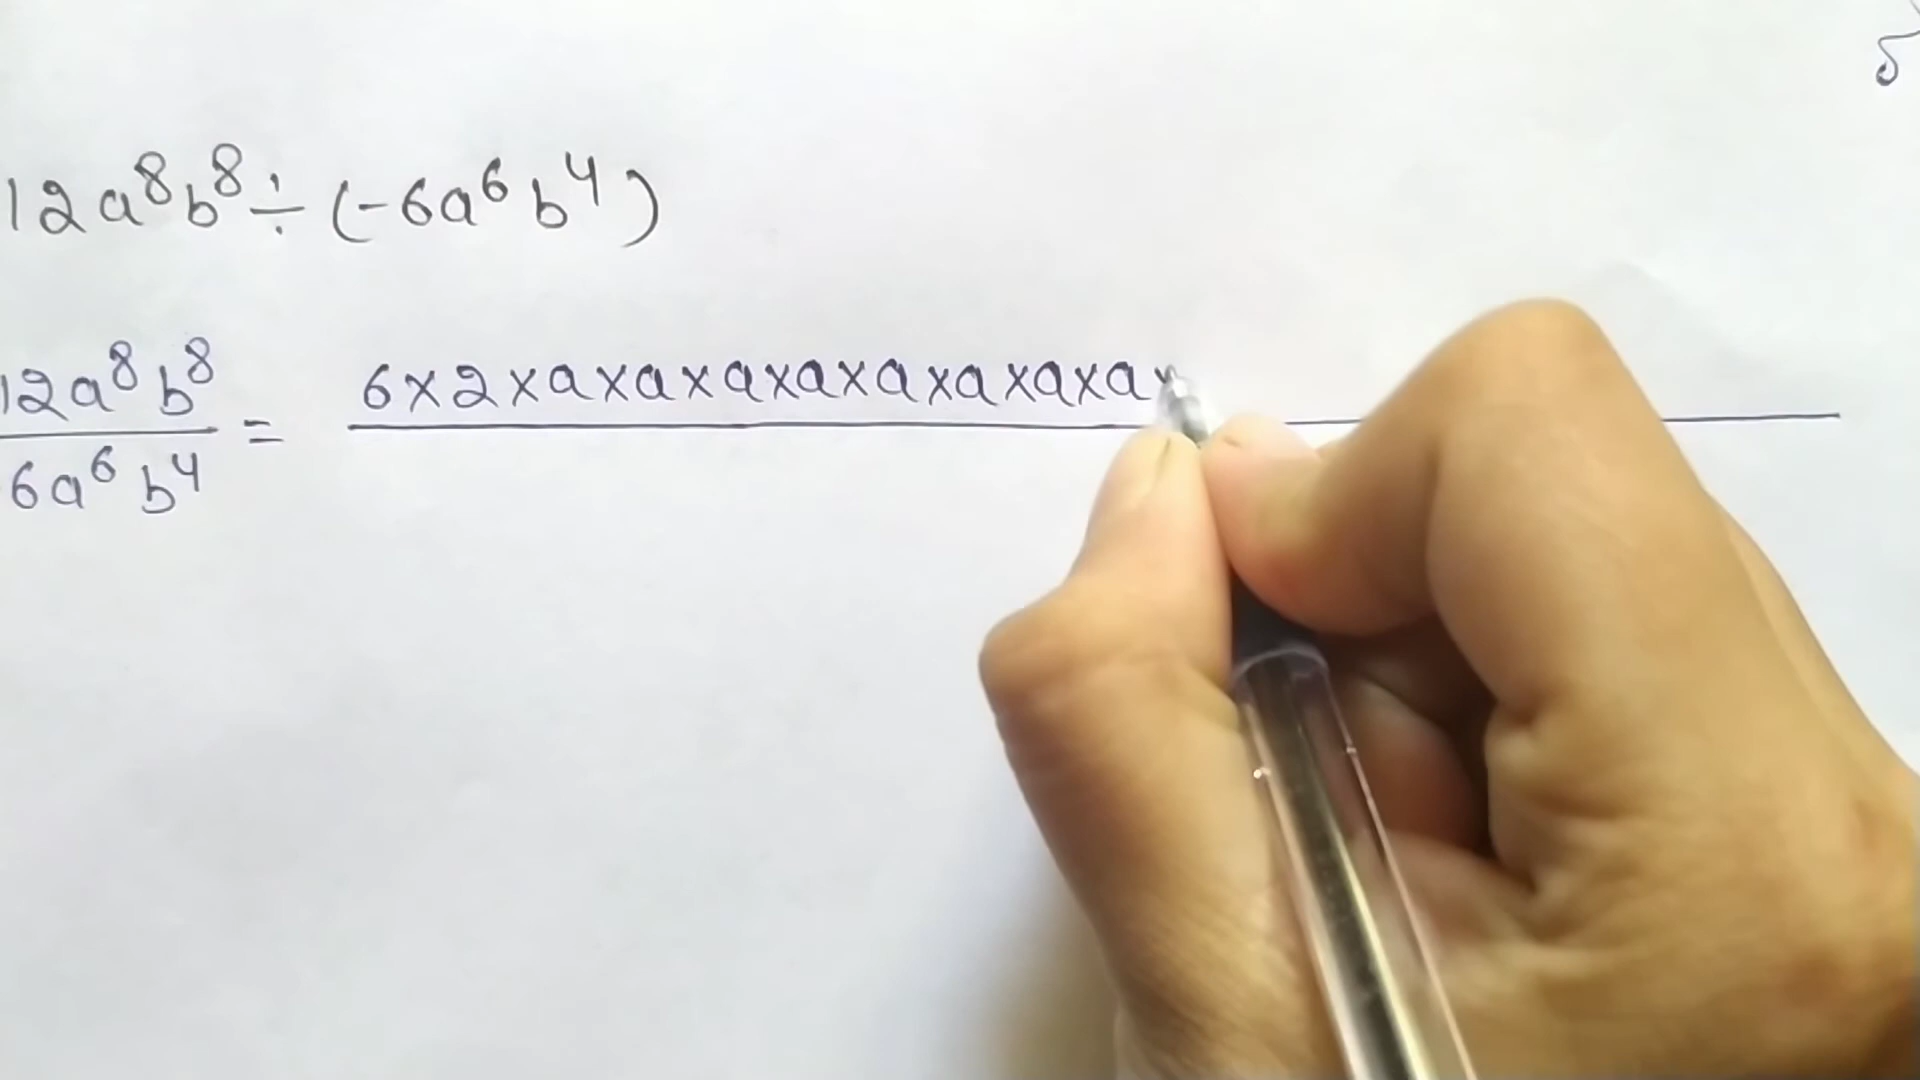 12a⁸b⁸ ÷ (-6a⁶b⁴)
12a⁸b⁸
6a⁶b⁴
= 6×2×a×a×a×a×a×a×a×a×